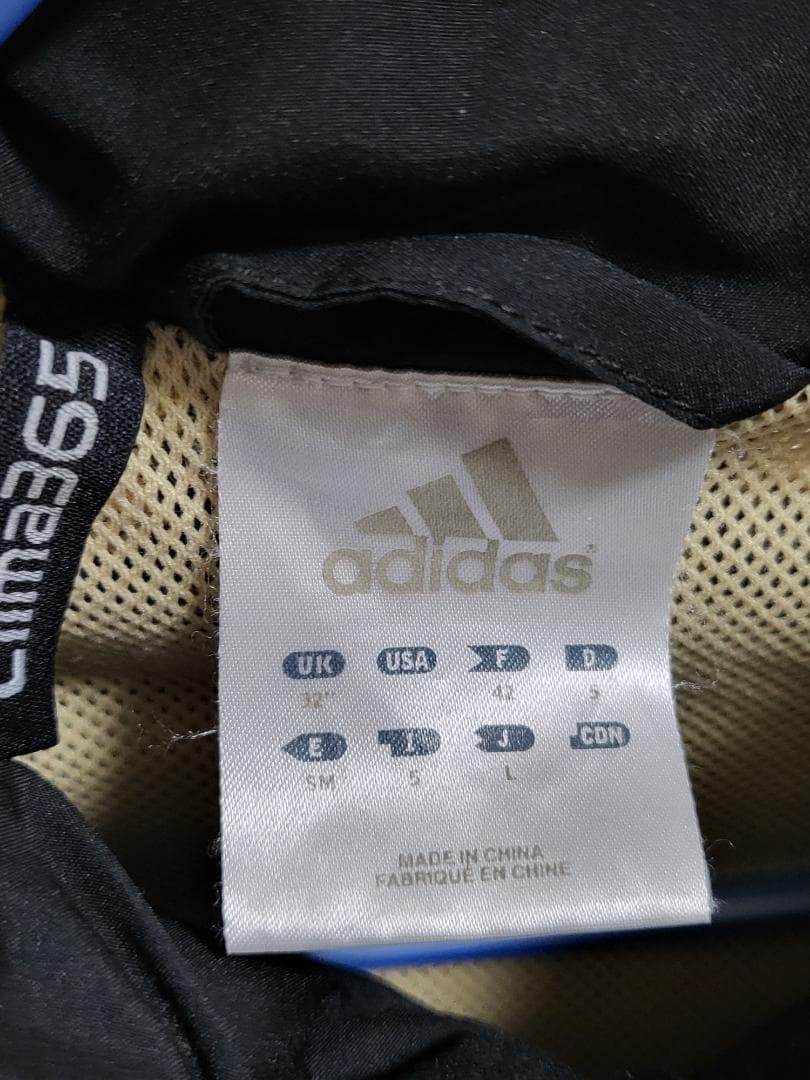 clima365
adidas
UK USA F D
32" 42 5
E I J CDN
SM 5 L
MADE IN CHINA
FABRIQUÉ EN CHINE